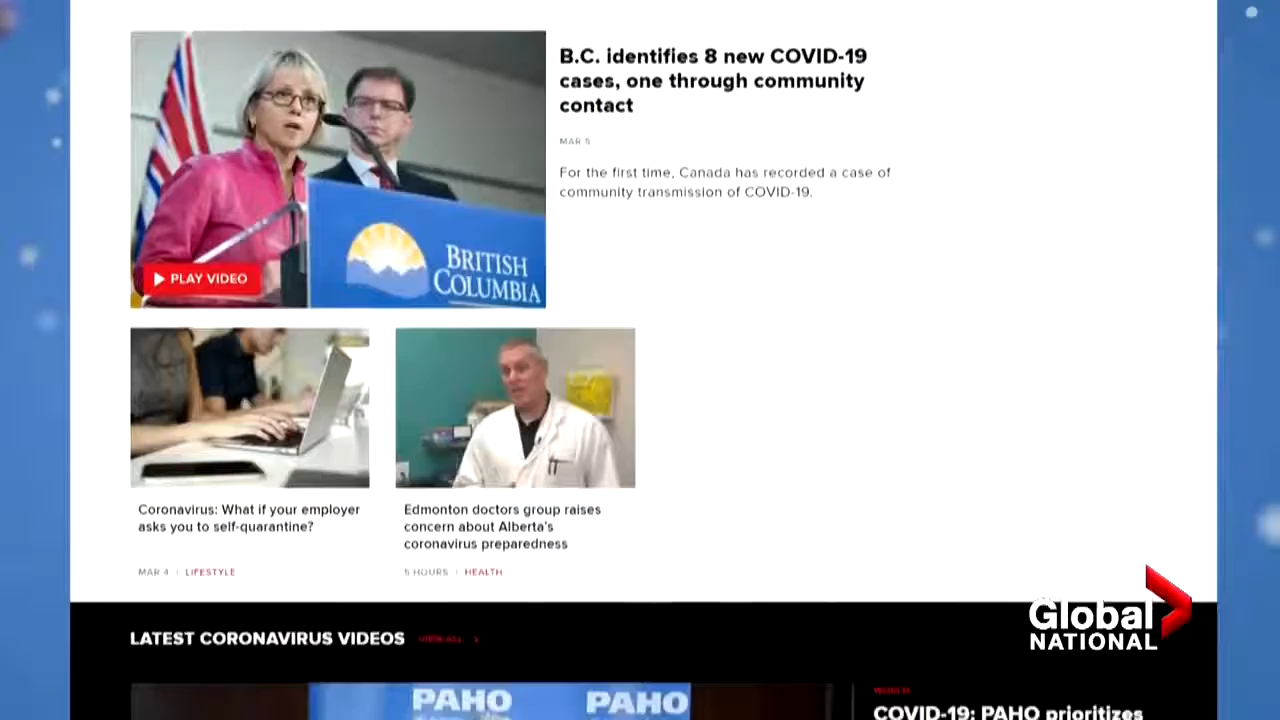 B.C. identifies 8 new COVID-19
cases, one through community
contact
MAR 5
For the first time, Canada has recorded a case of
community transmission of COVID-19.
BRITISH
COLUMBIA
PLAY VIDEO
Coronavirus: What if your employer
asks you to self-quarantine?
MAR 4 | LIFESTYLE
Edmonton doctors group raises
concern about Alberta's
coronavirus preparedness
5 HOURS | HEALTH
Global
NATIONAL
LATEST CORONAVIRUS VIDEOS VIEW ALL >
PAHO PAHO
COVID-19: PAHO prioritizes